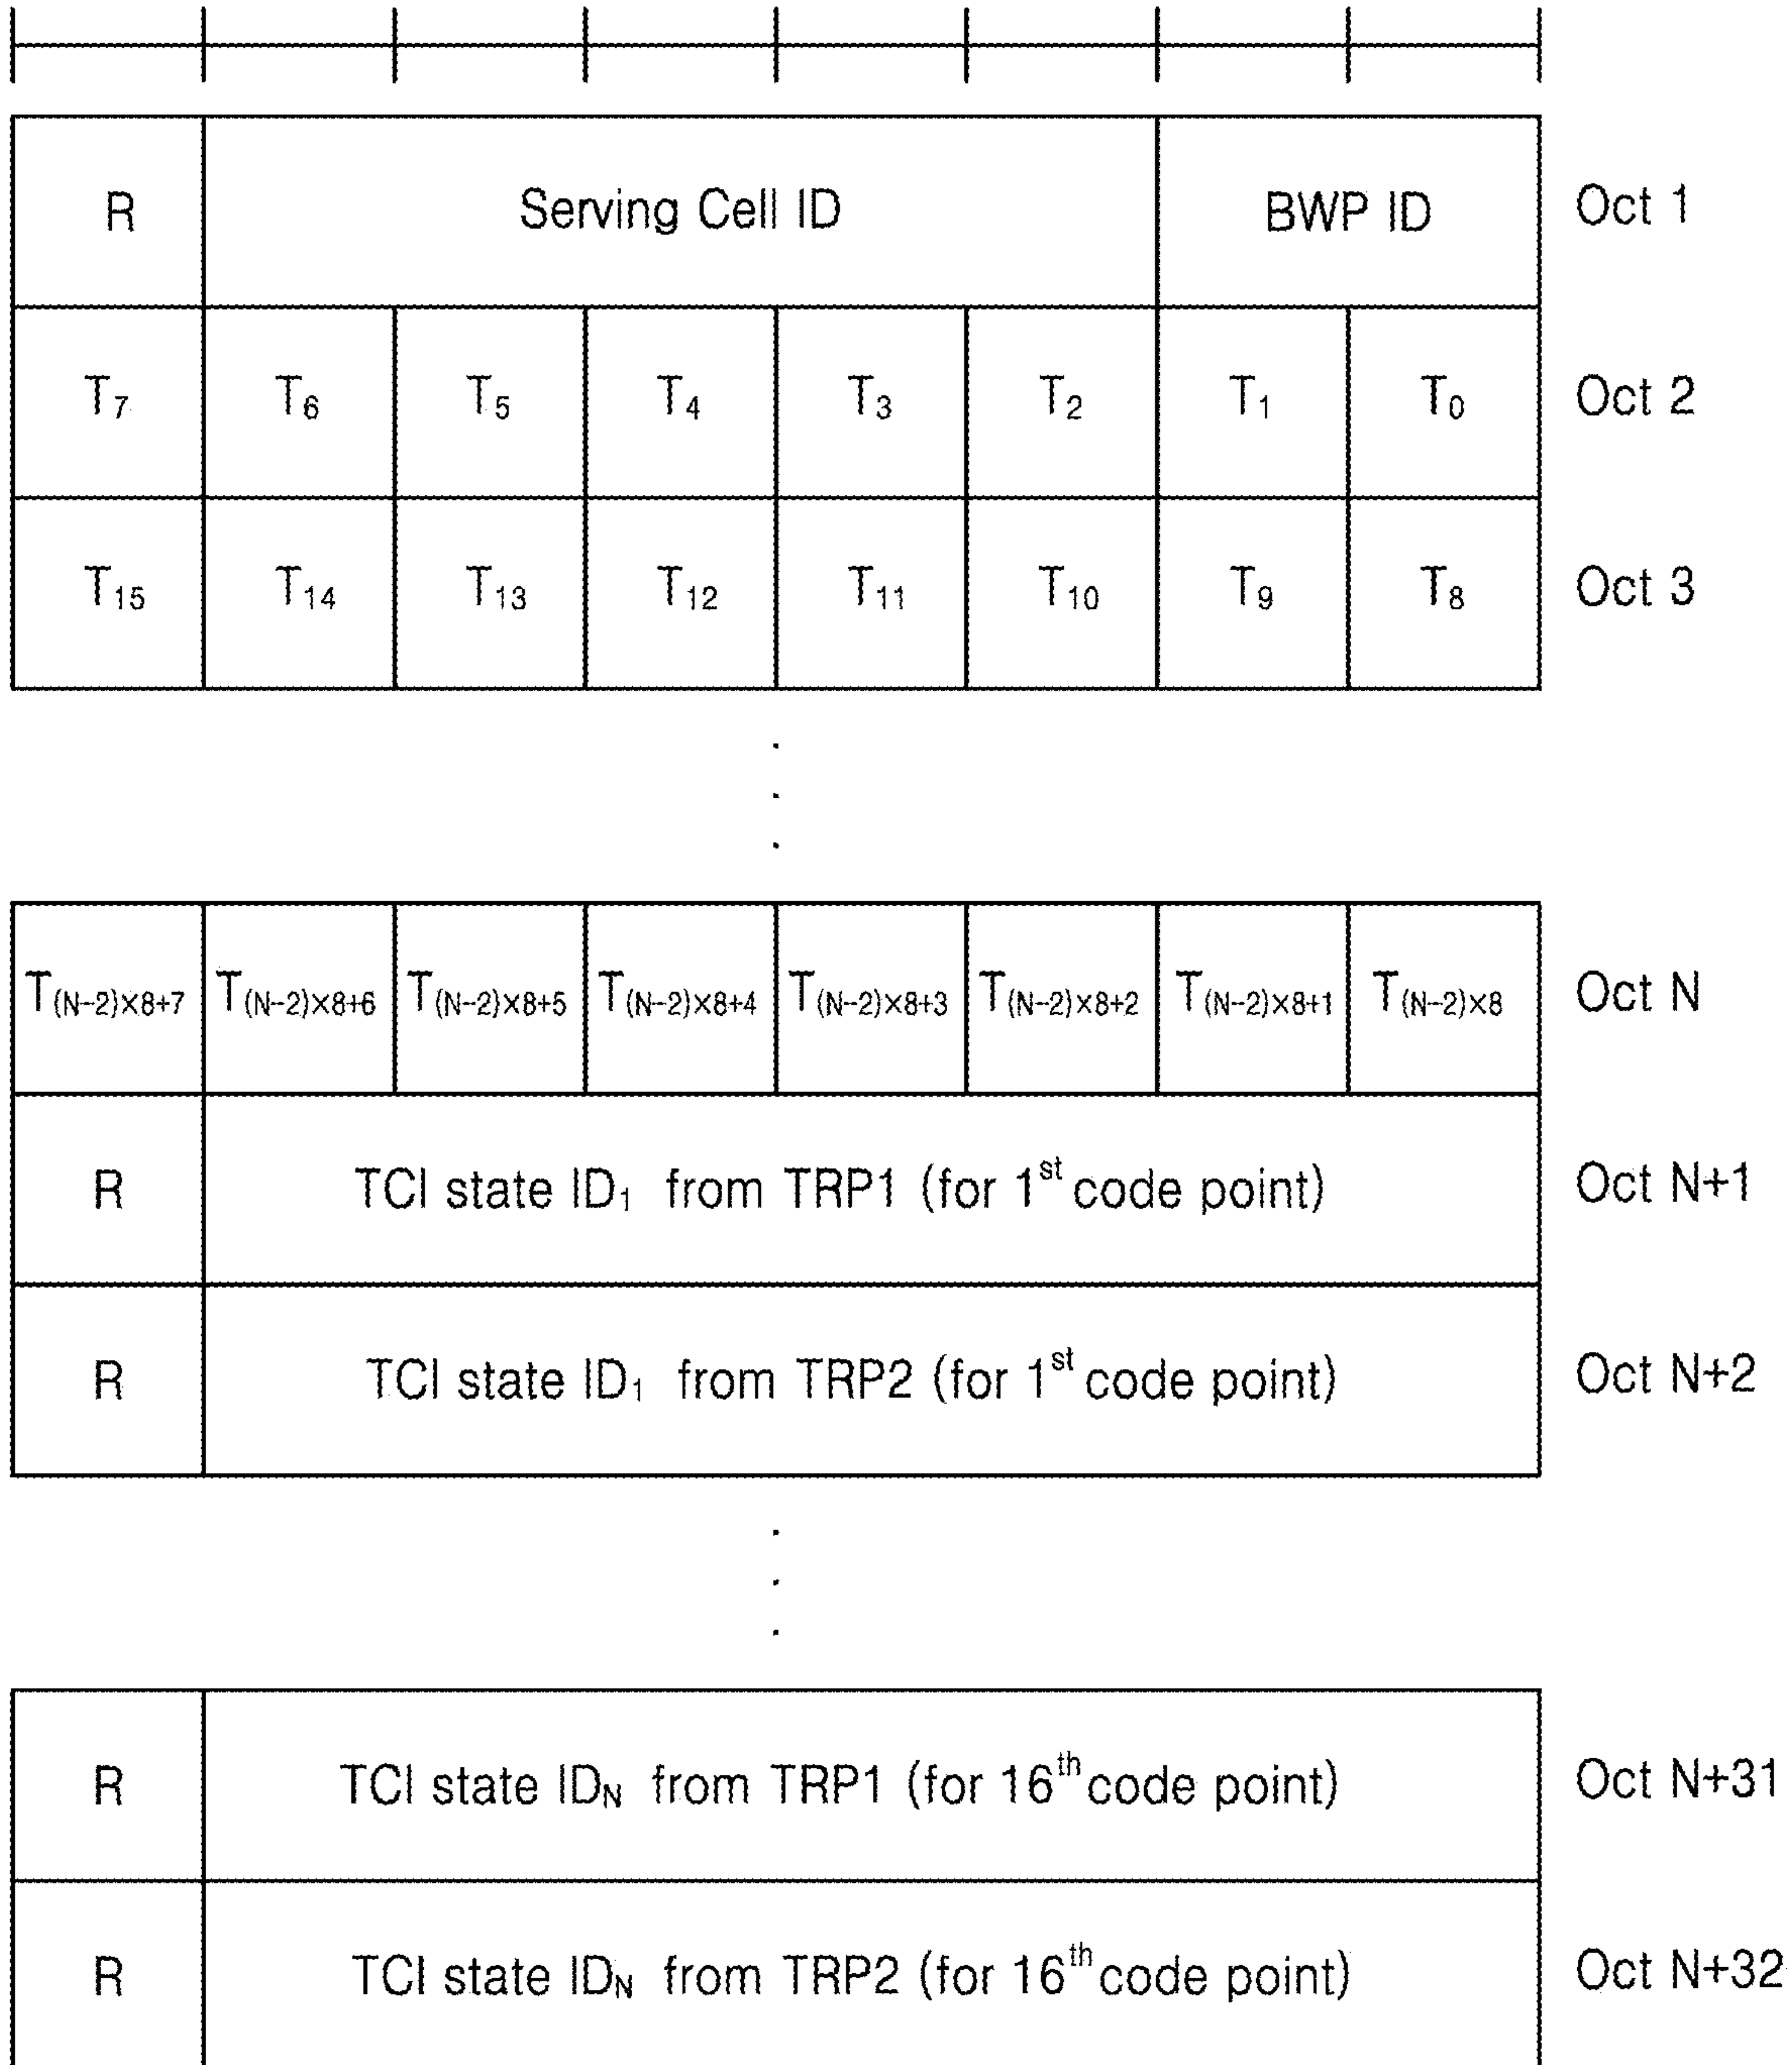 R Serving Cell ID BWP ID Oct 1
T₇ T₆ T₅ T₄ T₃ T₂ T₁ T₀ Oct 2
T₁₅ T₁₄ T₁₃ T₁₂ T₁₁ T₁₀ T₉ T₈ Oct 3
T(N−2)×8+7 T(N−2)×8+6 T(N−2)×8+5 T(N−2)×8+4 T(N−2)×8+3 T(N−2)×8+2 T(N−2)×8+1 T(N−2)×8 Oct N
R TCI state ID₁ from TRP1 (for 1st code point) Oct N+1
R TCI state ID₁ from TRP2 (for 1st code point) Oct N+2
R TCI state IDN from TRP1 (for 16th code point) Oct N+31
R TCI state IDN from TRP2 (for 16th code point) Oct N+32